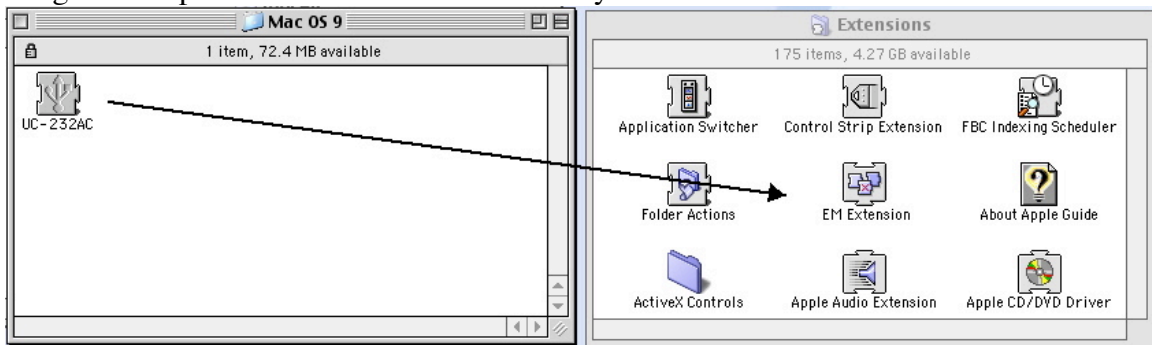 Mac OS 9
1 item, 72.4 MB available
UC-232AC
Extensions
175 items, 4.27 GB available
Application Switcher
Control Strip Extension
FBC Indexing Scheduler
Folder Actions
EM Extension
About Apple Guide
ActiveX Controls
Apple Audio Extension
Apple CD/DVD Driver